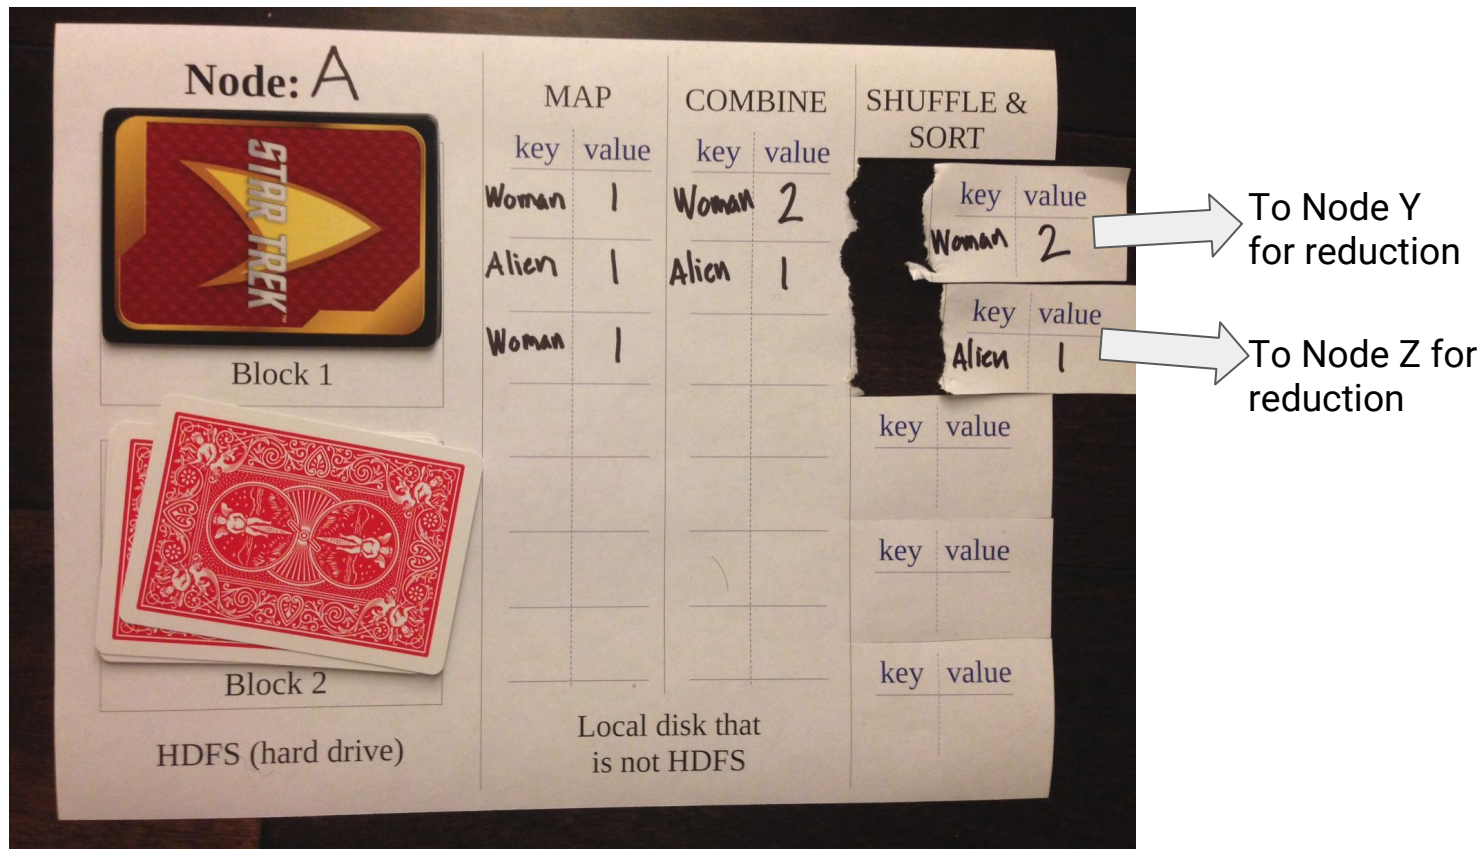 Node: A
STAR TREK™
Block 1
Block 2
HDFS (hard drive)
MAP
key value
Woman 1
Alien 1
Woman 1
COMBINE
key value
Woman 2
Alien 1
Local disk that
is not HDFS
SHUFFLE &
SORT
key value
Woman 2
key value
Alien 1
key value
key value
key value
To Node Y
for reduction
To Node Z for
reduction